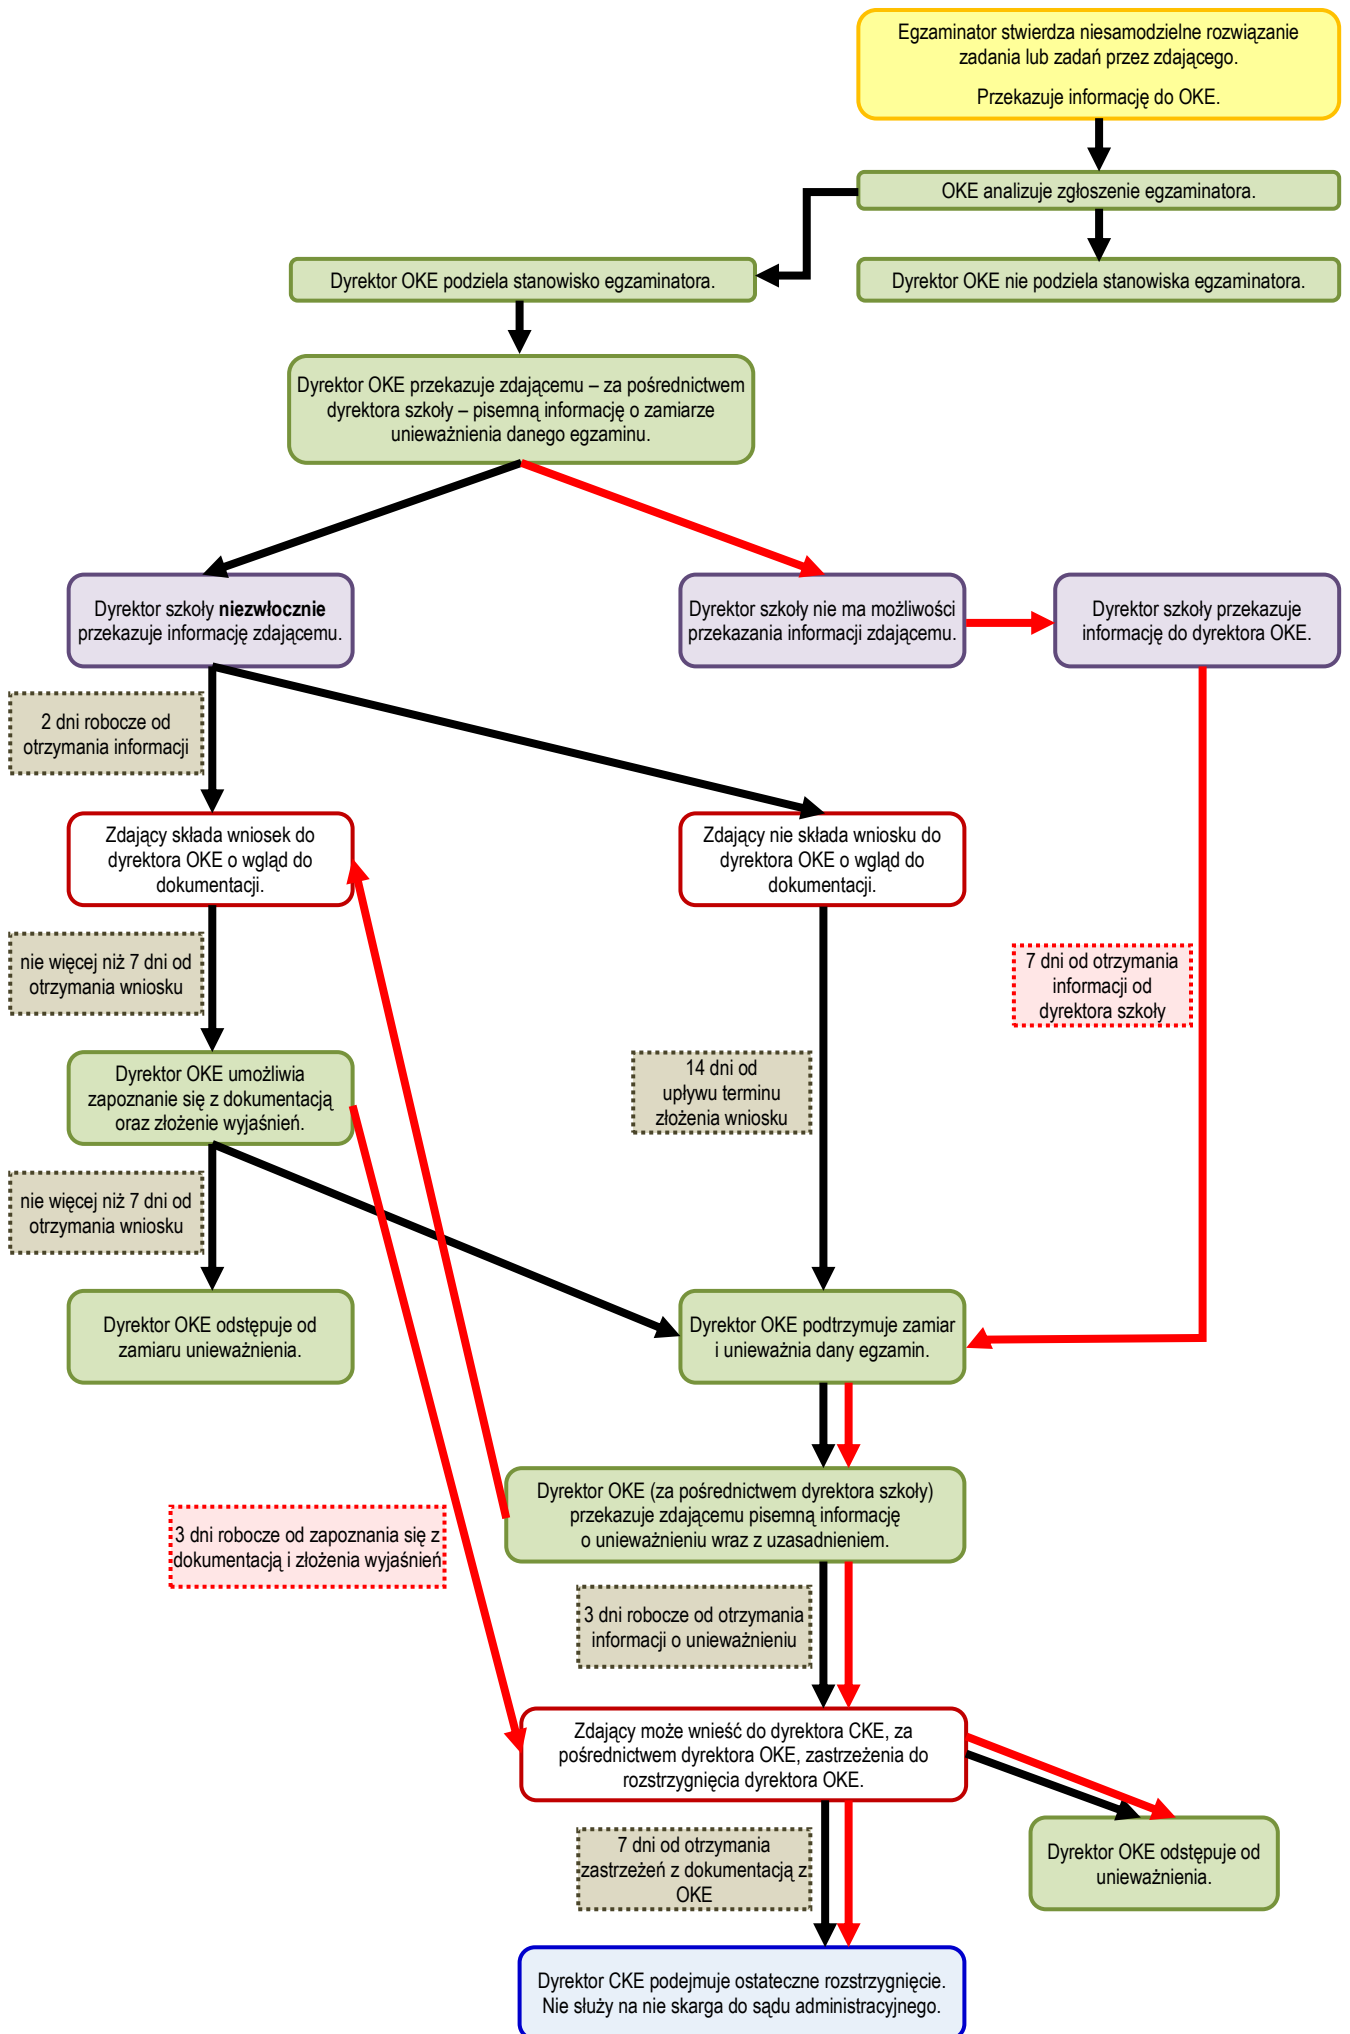 Egzaminator stwierdza niesamodzielne rozwiązanie
zadania lub zadań przez zdającego.
Przekazuje informację do OKE.
OKE analizuje zgłoszenie egzaminatora.
Dyrektor OKE podziela stanowisko egzaminatora.
Dyrektor OKE nie podziela stanowiska egzaminatora.
Dyrektor OKE przekazuje zdającemu – za pośrednictwem
dyrektora szkoły – pisemną informację o zamiarze
unieważnienia danego egzaminu.
Dyrektor szkoły niezwłocznie
przekazuje informację zdającemu.
Dyrektor szkoły nie ma możliwości
przekazania informacji zdającemu.
Dyrektor szkoły przekazuje
informację do dyrektora OKE.
2 dni robocze od
otrzymania informacji
Zdający składa wniosek do
dyrektora OKE o wgląd do
dokumentacji.
Zdający nie składa wniosku do
dyrektora OKE o wgląd do
dokumentacji.
nie więcej niż 7 dni od
otrzymania wniosku
7 dni od otrzymania
informacji od
dyrektora szkoły
Dyrektor OKE umożliwia
zapoznanie się z dokumentacją
oraz złożenie wyjaśnień.
14 dni od
upływu terminu
złożenia wniosku
nie więcej niż 7 dni od
otrzymania wniosku
Dyrektor OKE odstępuje od
zamiaru unieważnienia.
Dyrektor OKE podtrzymuje zamiar
i unieważnia dany egzamin.
Dyrektor OKE (za pośrednictwem dyrektora szkoły)
przekazuje zdającemu pisemną informację
o unieważnieniu wraz z uzasadnieniem.
3 dni robocze od zapoznania się z
dokumentacją i złożenia wyjaśnień
3 dni robocze od otrzymania
informacji o unieważnieniu
Zdający może wnieść do dyrektora CKE, za
pośrednictwem dyrektora OKE, zastrzeżenia do
rozstrzygnięcia dyrektora OKE.
7 dni od otrzymania
zastrzeżeń z dokumentacją z
OKE
Dyrektor OKE odstępuje od
unieważnienia.
Dyrektor CKE podejmuje ostateczne rozstrzygnięcie.
Nie służy na nie skarga do sądu administracyjnego.